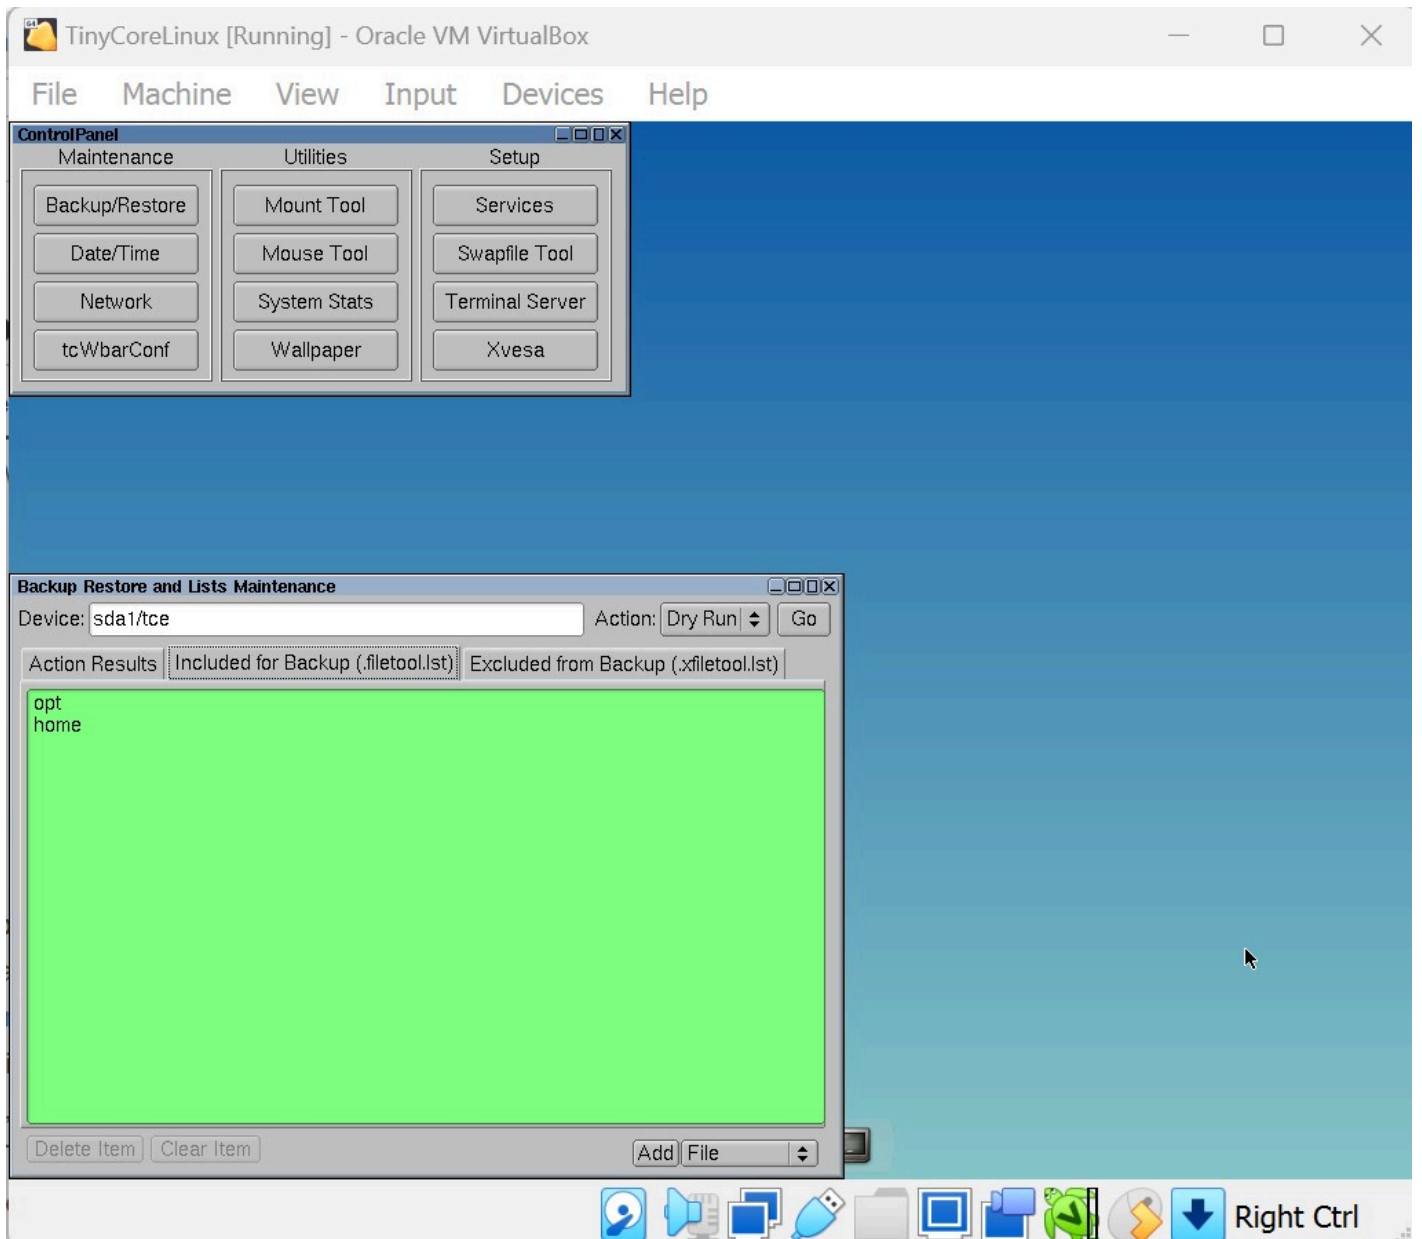 64
TinyCoreLinux [Running] - Oracle VM VirtualBox
File Machine View Input Devices Help
ControlPanel
Maintenance Utilities Setup
Backup/Restore Mount Tool Services
Date/Time Mouse Tool Swapfile Tool
Network System Stats Terminal Server
tcWbarConf Wallpaper Xvesa
Backup Restore and Lists Maintenance
Device: sda1/tce Action: Dry Run Go
Action Results Included for Backup (.filetool.lst) Excluded from Backup (.xfiletool.lst)
opt
home
Delete Item Clear Item Add File
Right Ctrl